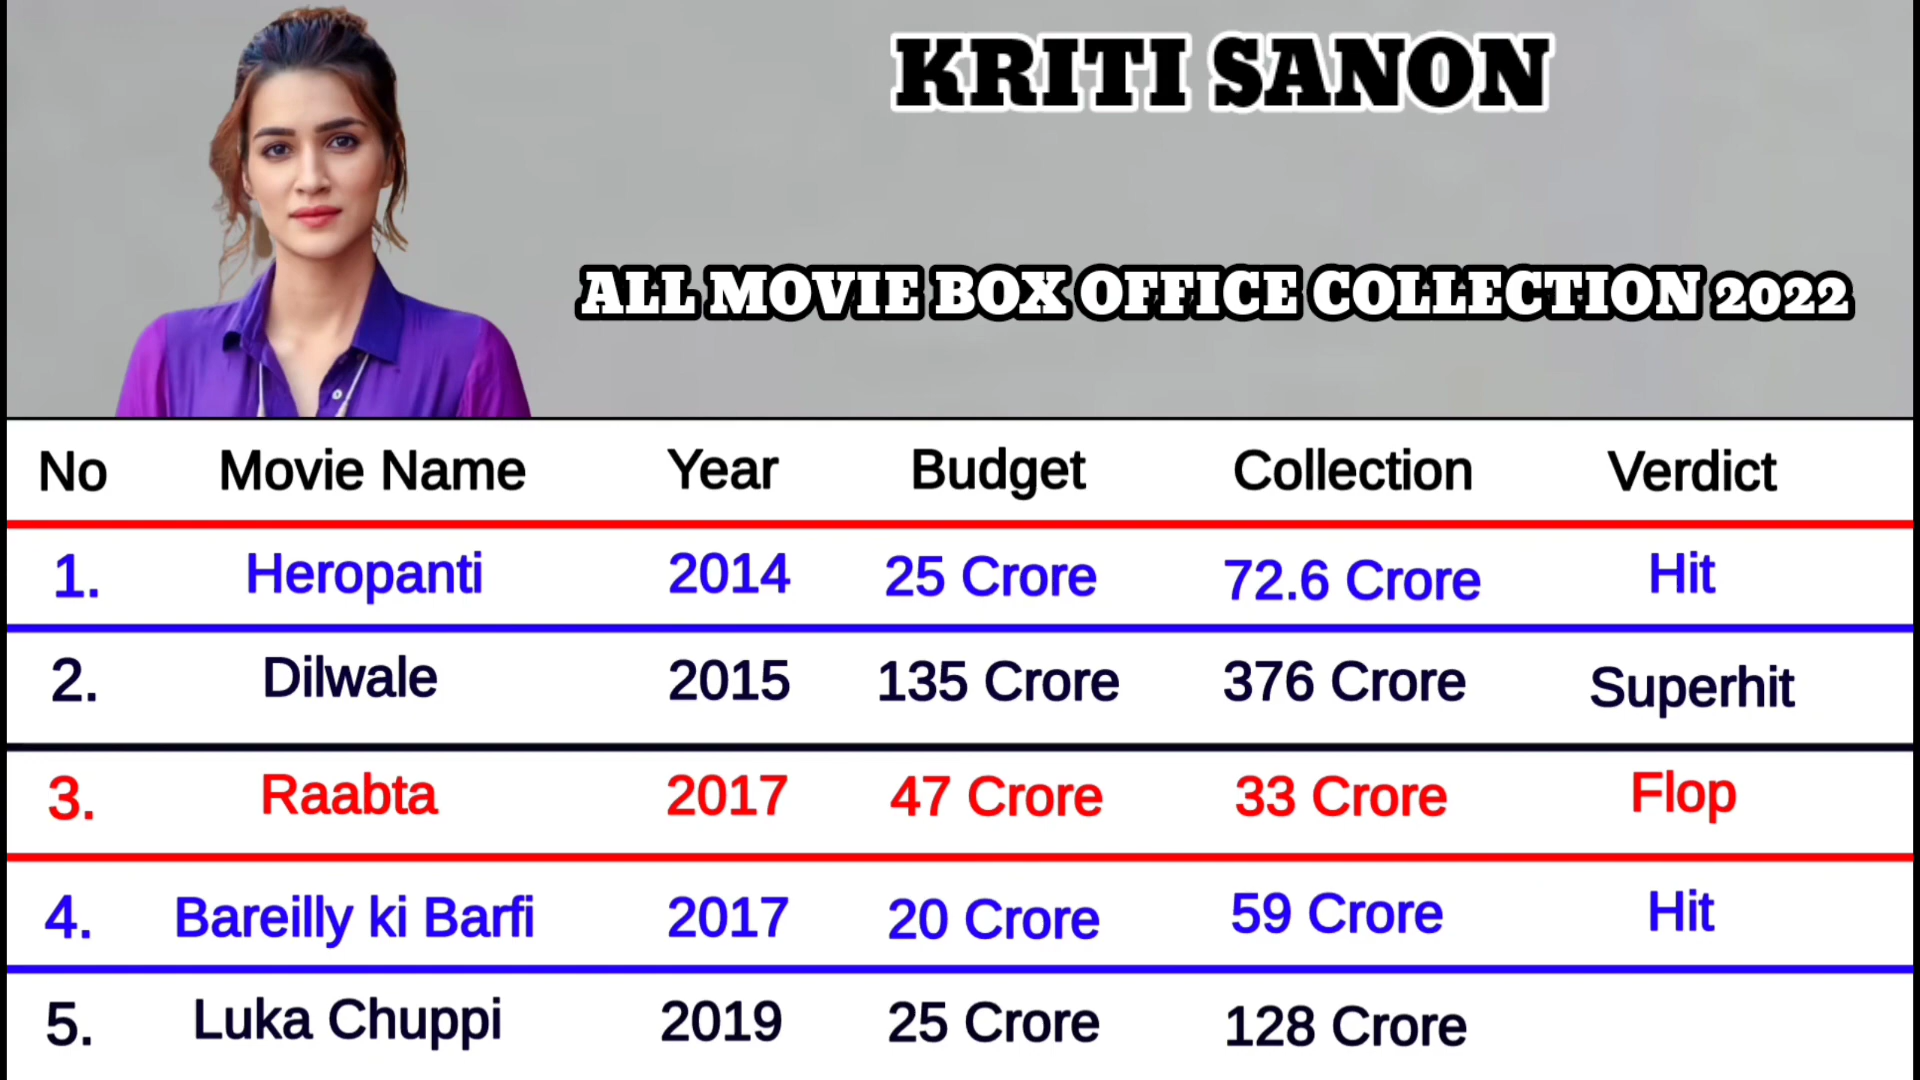 KRITI SANON
ALL MOVIE BOX OFFICE COLLECTION 2022
No Movie Name Year Budget Collection Verdict
1. Heropanti 2014 25 Crore 72.6 Crore Hit
2. Dilwale 2015 135 Crore 376 Crore Superhit
3. Raabta 2017 47 Crore 33 Crore Flop
4. Bareilly ki Barfi 2017 20 Crore 59 Crore Hit
5. Luka Chuppi 2019 25 Crore 128 Crore